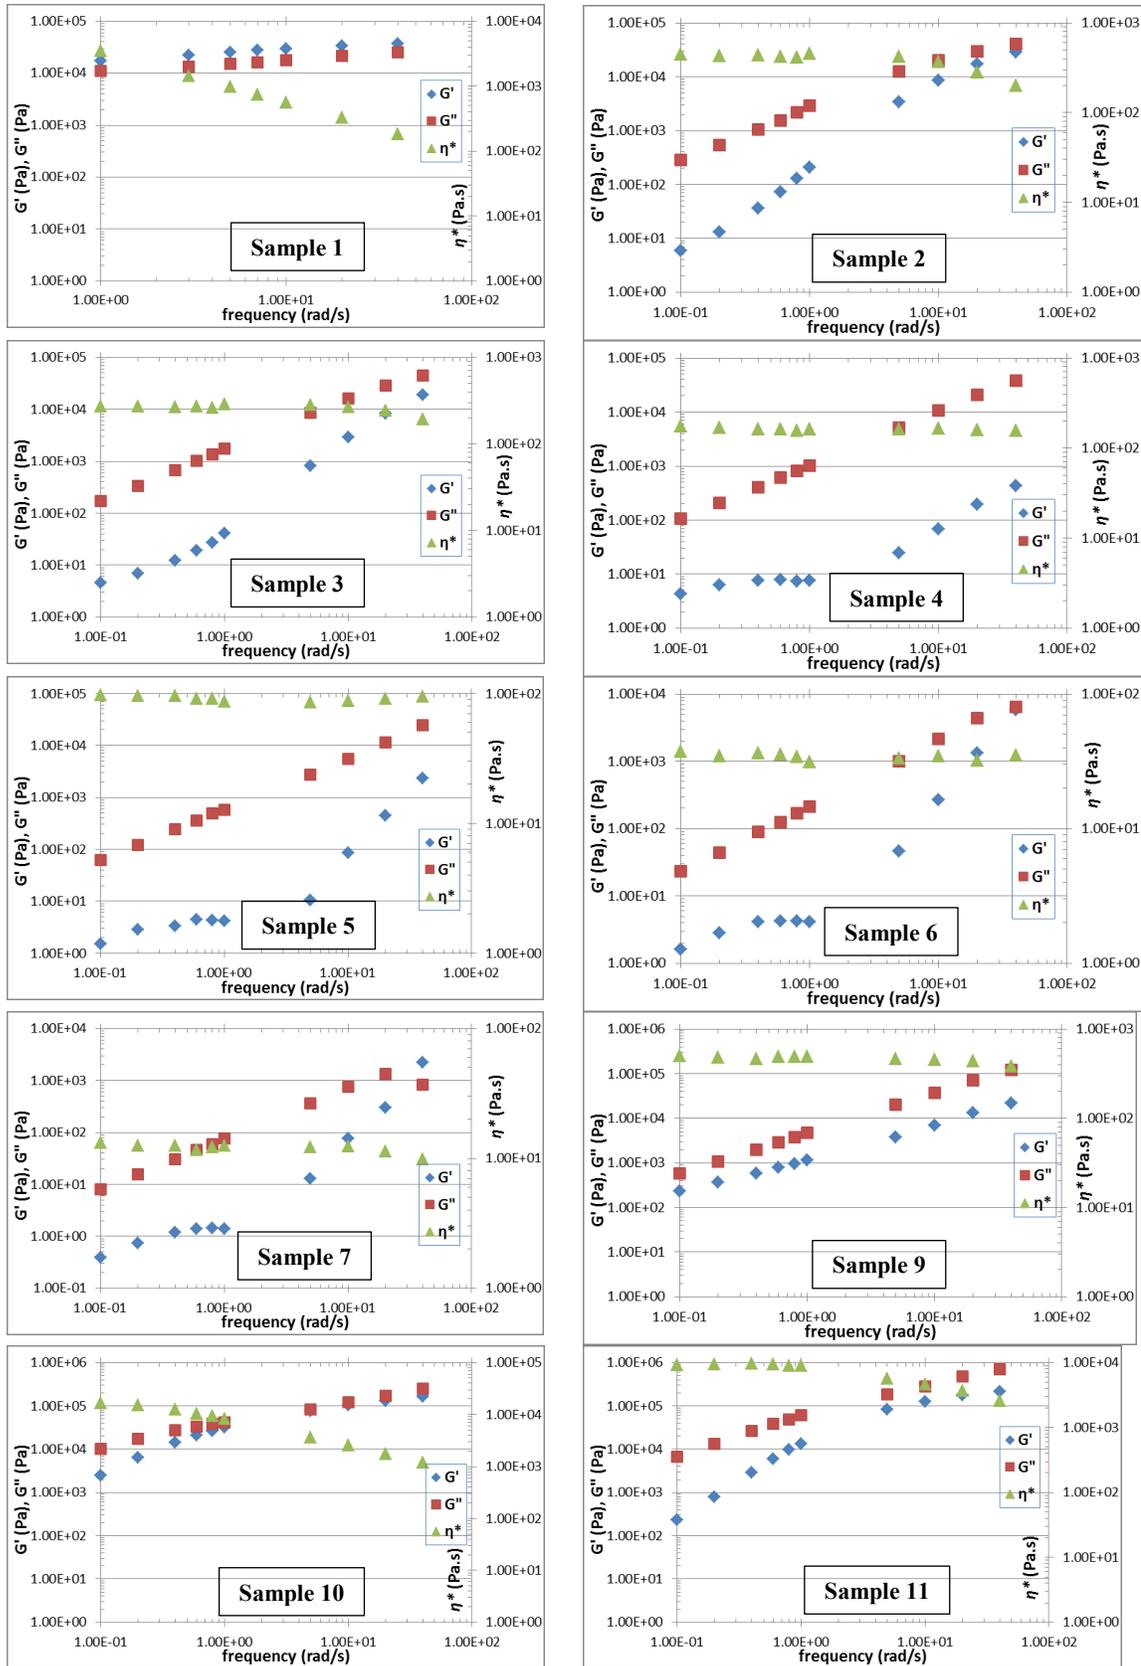 1.00E+05
1.00E+04
1.00E+03
1.00E+02
1.00E+01
1.00E+00
G' (Pa), G'' (Pa)
1.00E+00
1.00E+01
1.00E+02
frequency (rad/s)
1.00E+04
1.00E+03
1.00E+02
1.00E+01
1.00E+00
η* (Pa.s)
G'
G''
η*
Sample 1
1.00E+05
1.00E+04
1.00E+03
1.00E+02
1.00E+01
1.00E+00
G' (Pa), G'' (Pa)
1.00E-01
1.00E+00
1.00E+01
1.00E+02
frequency (rad/s)
1.00E+03
1.00E+02
1.00E+01
1.00E+00
η* (Pa.s)
G'
G''
η*
Sample 2
1.00E+05
1.00E+04
1.00E+03
1.00E+02
1.00E+01
1.00E+00
G' (Pa), G'' (Pa)
1.00E-01
1.00E+00
1.00E+01
1.00E+02
frequency (rad/s)
1.00E+03
1.00E+02
1.00E+01
1.00E+00
η* (Pa.s)
G'
G''
η*
Sample 3
1.00E+05
1.00E+04
1.00E+03
1.00E+02
1.00E+01
1.00E+00
G' (Pa), G'' (Pa)
1.00E-01
1.00E+00
1.00E+01
1.00E+02
frequency (rad/s)
1.00E+03
1.00E+02
1.00E+01
1.00E+00
η* (Pa.s)
G'
G''
η*
Sample 4
1.00E+05
1.00E+04
1.00E+03
1.00E+02
1.00E+01
1.00E+00
G' (Pa), G'' (Pa)
1.00E-01
1.00E+00
1.00E+01
1.00E+02
frequency (rad/s)
1.00E+02
1.00E+01
1.00E+00
η* (Pa.s)
G'
G''
η*
Sample 5
1.00E+04
1.00E+03
1.00E+02
1.00E+01
1.00E+00
G' (Pa), G'' (Pa)
1.00E-01
1.00E+00
1.00E+01
1.00E+02
frequency (rad/s)
1.00E+02
1.00E+01
1.00E+00
η* (Pa.s)
G'
G''
η*
Sample 6
1.00E+04
1.00E+03
1.00E+02
1.00E+01
1.00E+00
1.00E-01
G' (Pa), G'' (Pa)
1.00E-01
1.00E+00
1.00E+01
1.00E+02
frequency (rad/s)
1.00E+02
1.00E+01
1.00E+00
η* (Pa.s)
G'
G''
η*
Sample 7
1.00E+06
1.00E+05
1.00E+04
1.00E+03
1.00E+02
1.00E+01
1.00E+00
G' (Pa), G'' (Pa)
1.00E-01
1.00E+00
1.00E+01
1.00E+02
frequency (rad/s)
1.00E+03
1.00E+02
1.00E+01
1.00E+00
η* (Pa.s)
G'
G''
η*
Sample 9
1.00E+06
1.00E+05
1.00E+04
1.00E+03
1.00E+02
1.00E+01
1.00E+00
G' (Pa), G'' (Pa)
1.00E-01
1.00E+00
1.00E+01
1.00E+02
frequency (rad/s)
1.00E+05
1.00E+04
1.00E+03
1.00E+02
1.00E+01
1.00E+00
η* (Pa.s)
G'
G''
η*
Sample 10
1.00E+06
1.00E+05
1.00E+04
1.00E+03
1.00E+02
1.00E+01
1.00E+00
G' (Pa), G'' (Pa)
1.00E-01
1.00E+00
1.00E+01
1.00E+02
frequency (rad/s)
1.00E+04
1.00E+03
1.00E+02
1.00E+01
1.00E+00
η* (Pa.s)
G'
G''
η*
Sample 11